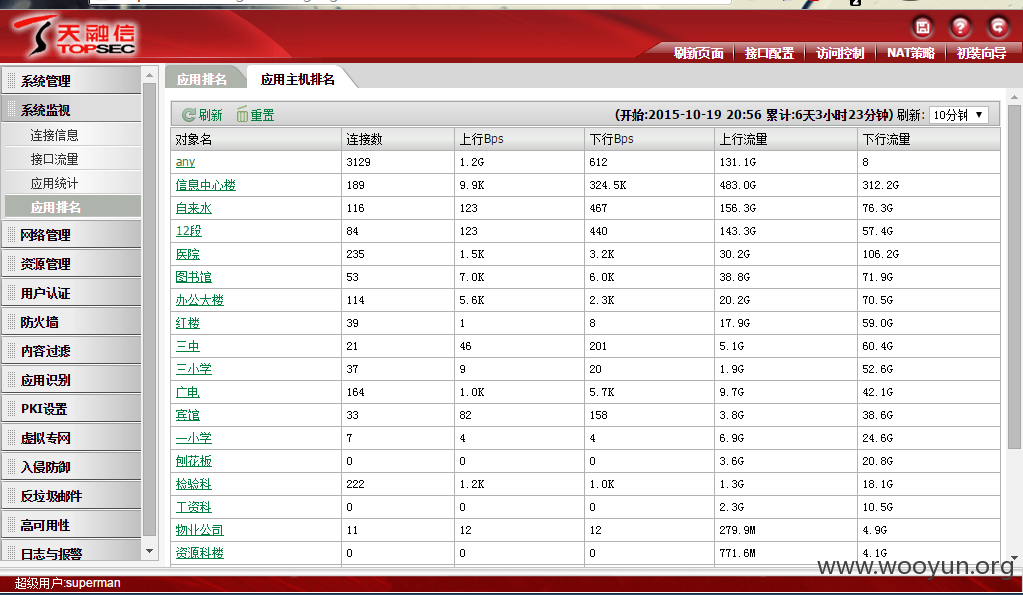 天融信
TOPSEC
刷新页面 接口配置 访问控制 NAT策略 初装向导
系统管理
系统监视
连接信息
接口流量
应用统计
应用排名
网络管理
资源管理
用户认证
防火墙
内容过滤
应用识别
PKI设置
虚拟专网
入侵防御
反垃圾邮件
高可用性
日志与报警
应用排名 应用主机排名
刷新 重置 (开始:2015-10-19 20:56 累计:6天3小时23分钟) 刷新: 10分钟
对象名 连接数 上行Bps 下行Bps 上行流量 下行流量
any 3129 1.2G 612 131.1G 8
信息中心楼 189 9.9K 324.5K 483.0G 312.2G
自来水 116 123 467 156.3G 76.3G
12段 84 123 440 143.3G 57.4G
医院 235 1.5K 3.2K 30.2G 106.2G
图书馆 53 7.0K 6.0K 38.8G 71.9G
办公大楼 114 5.6K 2.3K 20.2G 70.5G
红楼 39 1 8 17.9G 59.0G
三中 21 46 201 5.1G 60.4G
三小学 37 9 20 1.9G 52.6G
广电 164 1.0K 5.7K 9.7G 42.1G
宾馆 33 82 158 3.8G 38.6G
一小学 7 4 4 6.9G 24.6G
刨花板 0 0 0 3.6G 20.8G
检验科 222 1.2K 1.0K 1.3G 18.1G
工资科 0 0 0 2.3G 10.5G
物业公司 11 12 12 279.9M 4.9G
资源科楼 0 0 0 771.6M 4.1G
www.wooyun.org
超级用户:superman